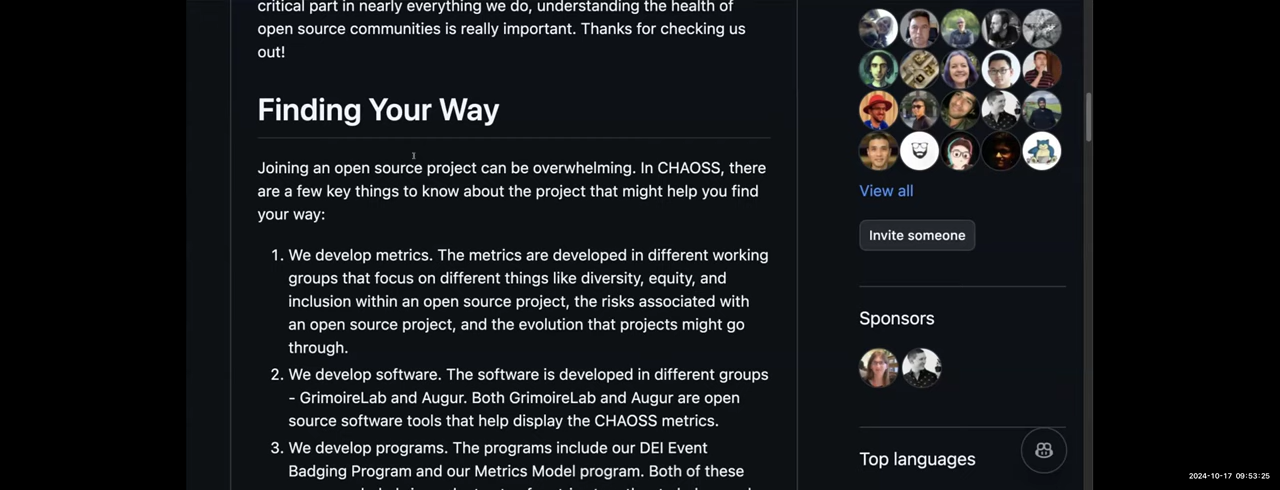 critical part in nearly everything we do, understanding the health of
open source communities is really important. Thanks for checking us
out!
Finding Your Way
Joining an open source project can be overwhelming. In CHAOSS, there
are a few key things to know about the project that might help you find
your way:
1. We develop metrics. The metrics are developed in different working
groups that focus on different things like diversity, equity, and
inclusion within an open source project, the risks associated with
an open source project, and the evolution that projects might go
through.
2. We develop software. The software is developed in different groups
- GrimoireLab and Augur. Both GrimoireLab and Augur are open
source software tools that help display the CHAOSS metrics.
3. We develop programs. The programs include our DEI Event
Badging Program and our Metrics Model program. Both of these
View all
Invite someone
Sponsors
Top languages
2024-10-17 09:53:25